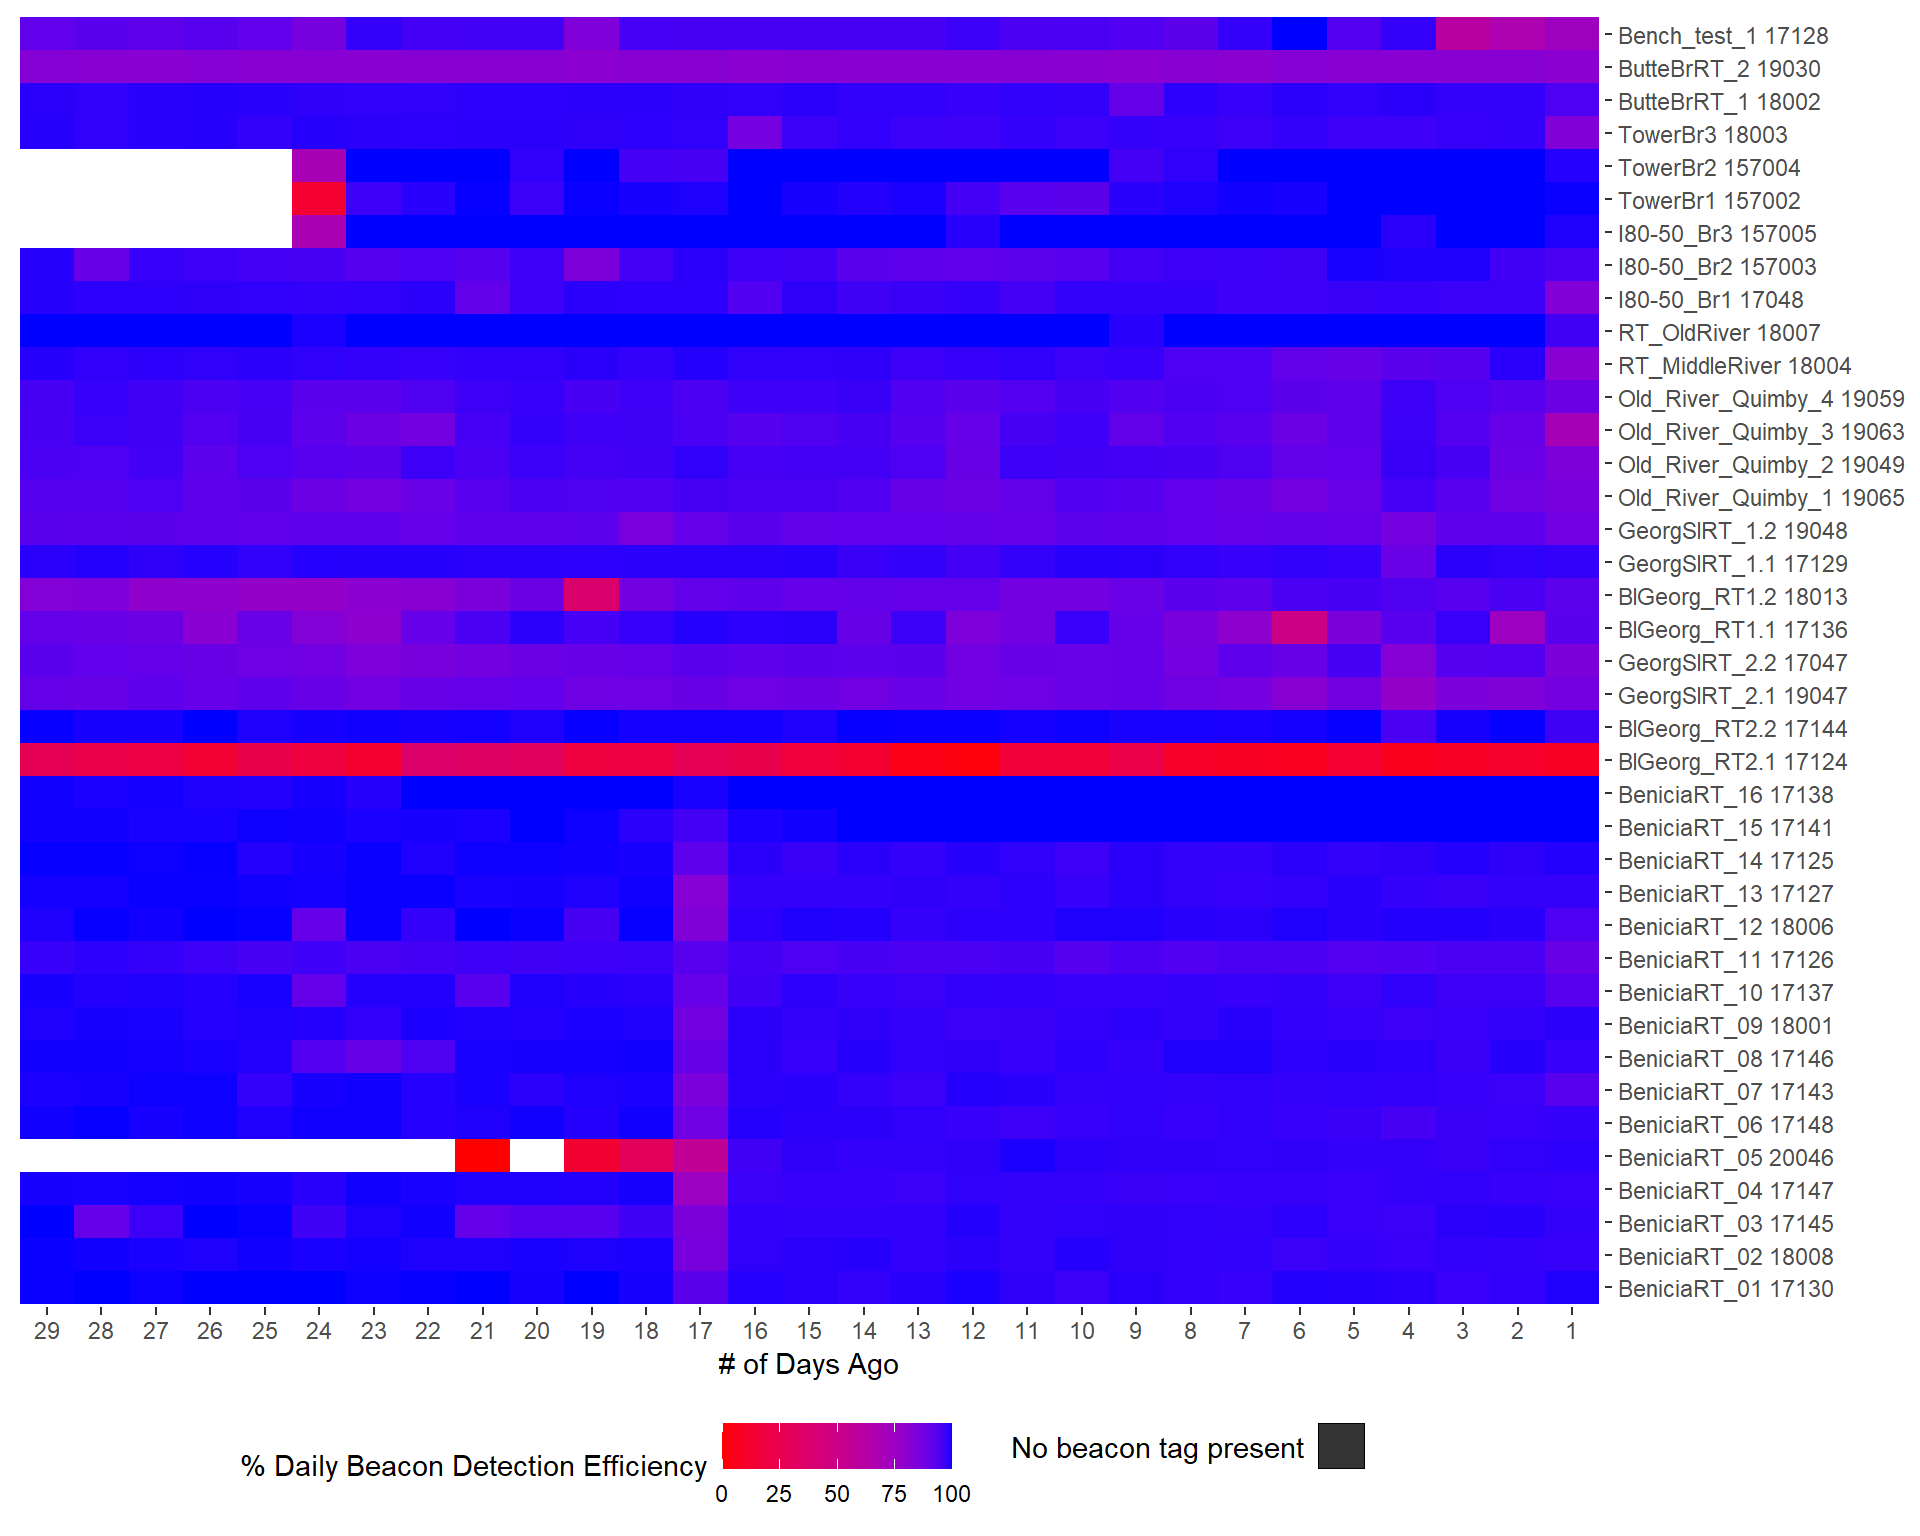 Bench_test_1 17128
ButteBrRT_2 19030
ButteBrRT_1 18002
TowerBr3 18003
TowerBr2 157004
TowerBr1 157002
I80-50_Br3 157005
I80-50_Br2 157003
I80-50_Br1 17048
RT_OldRiver 18007
RT_MiddleRiver 18004
Old_River_Quimby_4 19059
Old_River_Quimby_3 19063
Old_River_Quimby_2 19049
Old_River_Quimby_1 19065
GeorgSlRT_1.2 19048
GeorgSlRT_1.1 17129
BlGeorg_RT1.2 18013
BlGeorg_RT1.1 17136
GeorgSlRT_2.2 17047
GeorgSlRT_2.1 19047
BlGeorg_RT2.2 17144
BlGeorg_RT2.1 17124
BeniciaRT_16 17138
BeniciaRT_15 17141
BeniciaRT_14 17125
BeniciaRT_13 17127
BeniciaRT_12 18006
BeniciaRT_11 17126
BeniciaRT_10 17137
BeniciaRT_09 18001
BeniciaRT_08 17146
BeniciaRT_07 17143
BeniciaRT_06 17148
BeniciaRT_05 20046
BeniciaRT_04 17147
BeniciaRT_03 17145
BeniciaRT_02 18008
BeniciaRT_01 17130
29 28 27 26 25 24 23 22 21 20 19 18 17 16 15 14 13 12 11 10 9 8 7 6 5 4 3 2 1
# of Days Ago
% Daily Beacon Detection Efficiency
0 25 50 75 100
No beacon tag present